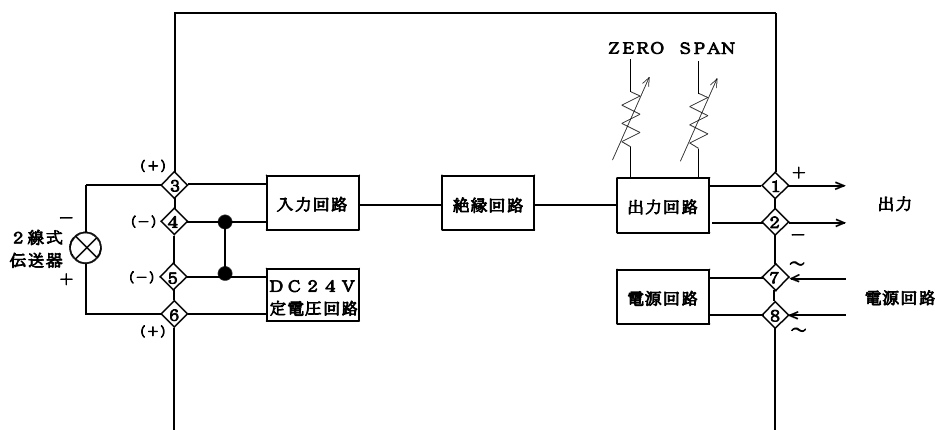 ZERO SPAN
(+)
③
入力回路
絶縁回路
出力回路
①
+
出力
(−)
④
②
−
−
2線式
伝送器
+
(−)
⑤
DC24V
定電圧回路
電源回路
⑦
~
電源回路
⑥
(+)
⑧
~